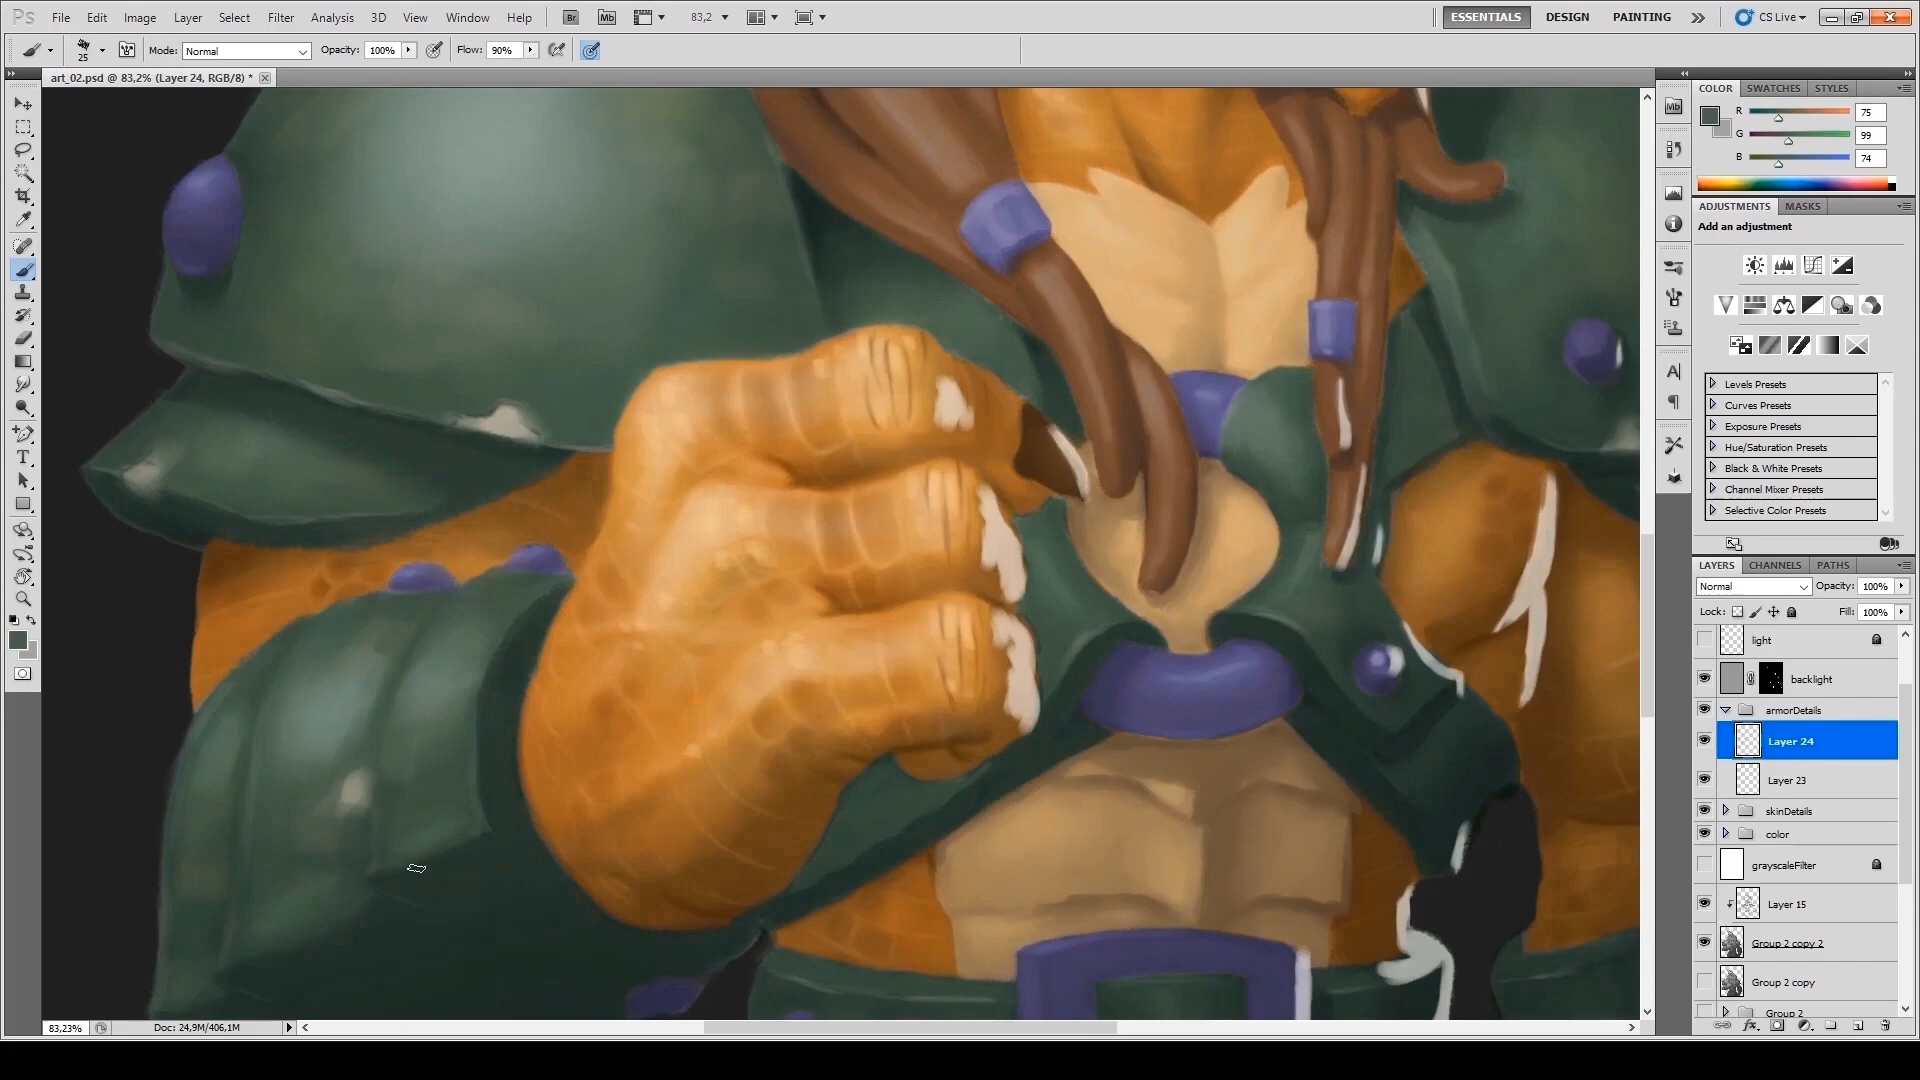 Ps File Edit Image Layer Select Filter Analysis 3D View Window Help Br Mb 83,2 ESSENTIALS DESIGN PAINTING CS Live
25 Mode: Normal Opacity: 100% Flow: 90%
art_02.psd @ 83,2% (Layer 24, RGB/8) *
COLOR SWATCHES STYLES
R 75
G 99
B 74
ADJUSTMENTS MASKS
Add an adjustment
Levels Presets
Curves Presets
Exposure Presets
Hue/Saturation Presets
Black & White Presets
Channel Mixer Presets
Selective Color Presets
LAYERS CHANNELS PATHS
Normal Opacity: 100%
Lock: Fill: 100%
light
backlight
armorDetails
Layer 24
Layer 23
skinDetails
color
grayscaleFilter
Layer 15
Group 2 copy 2
Group 2 copy
Group 2
83,23% Doc: 24,9M/406,1M